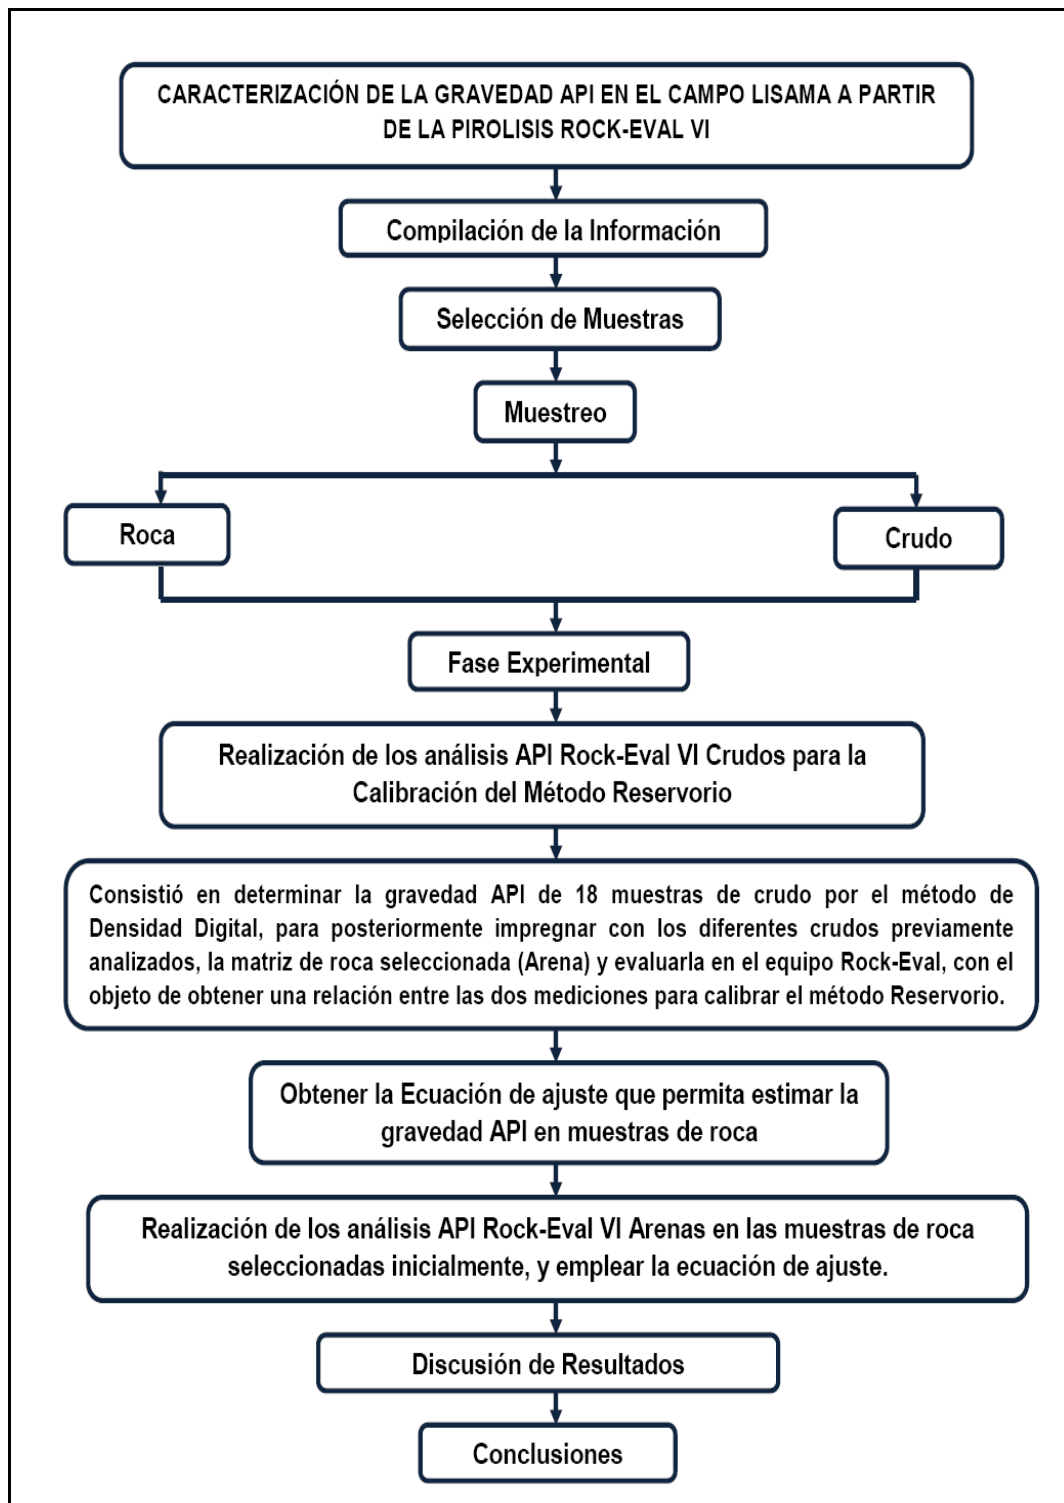 CARACTERIZACIÓN DE LA GRAVEDAD API EN EL CAMPO LISAMA A PARTIR
DE LA PIROLISIS ROCK-EVAL VI
Compilación de la Información
Selección de Muestras
Muestreo
Roca
Crudo
Fase Experimental
Realización de los análisis API Rock-Eval VI Crudos para la
Calibración del Método Reservorio
Consistió en determinar la gravedad API de 18 muestras de crudo por el método de
Densidad Digital, para posteriormente impregnar con los diferentes crudos previamente
analizados, la matriz de roca seleccionada (Arena) y evaluarla en el equipo Rock-Eval, con el
objeto de obtener una relación entre las dos mediciones para calibrar el método Reservorio.
Obtener la Ecuación de ajuste que permita estimar la
gravedad API en muestras de roca
Realización de los análisis API Rock-Eval VI Arenas en las muestras de roca
seleccionadas inicialmente, y emplear la ecuación de ajuste.
Discusión de Resultados
Conclusiones